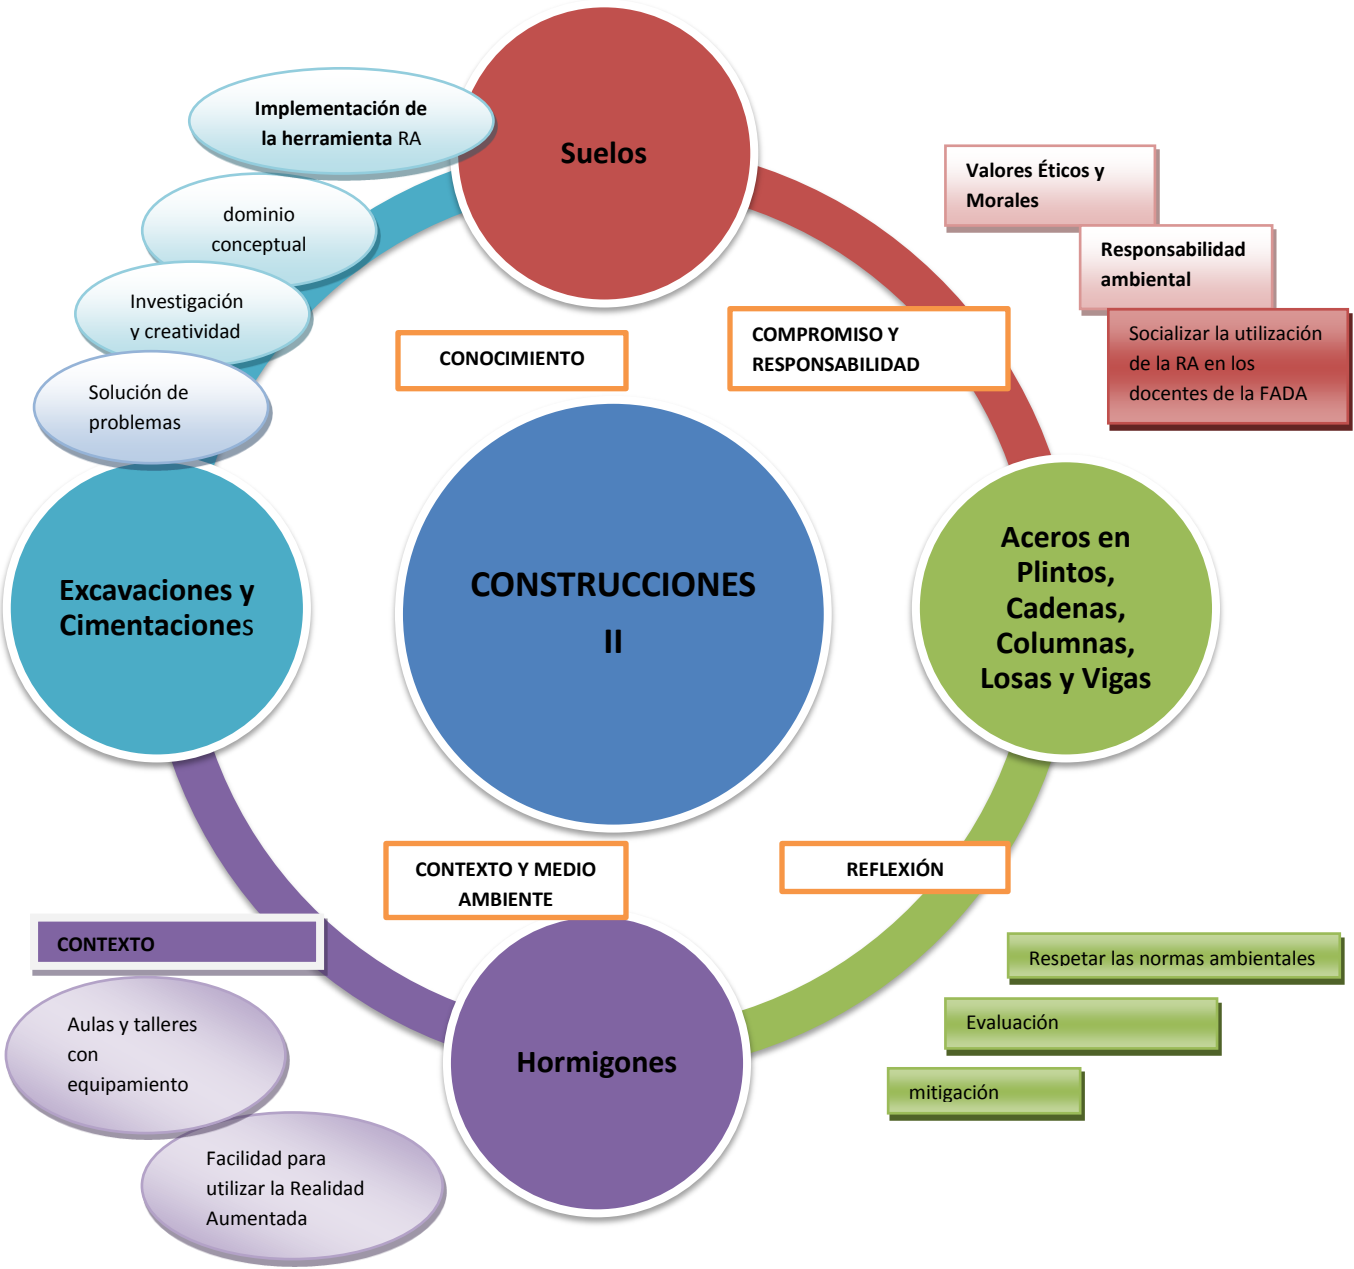 Implementación de
la herramienta RA
Suelos
dominio
conceptual
Investigación
y creatividad
Solución de
problemas
Valores Éticos y
Morales
Responsabilidad
ambiental
Socializar la utilización
de la RA en los
docentes de la FADA
CONOCIMIENTO
COMPROMISO Y
RESPONSABILIDAD
Excavaciones y
Cimentaciones
CONSTRUCCIONES
II
Aceros en
Plintos,
Cadenas,
Columnas,
Losas y Vigas
CONTEXTO Y MEDIO
AMBIENTE
REFLEXIÓN
CONTEXTO
Aulas y talleres
con
equipamiento
Facilidad para
utilizar la Realidad
Aumentada
Hormigones
Respetar las normas ambientales
Evaluación
mitigación